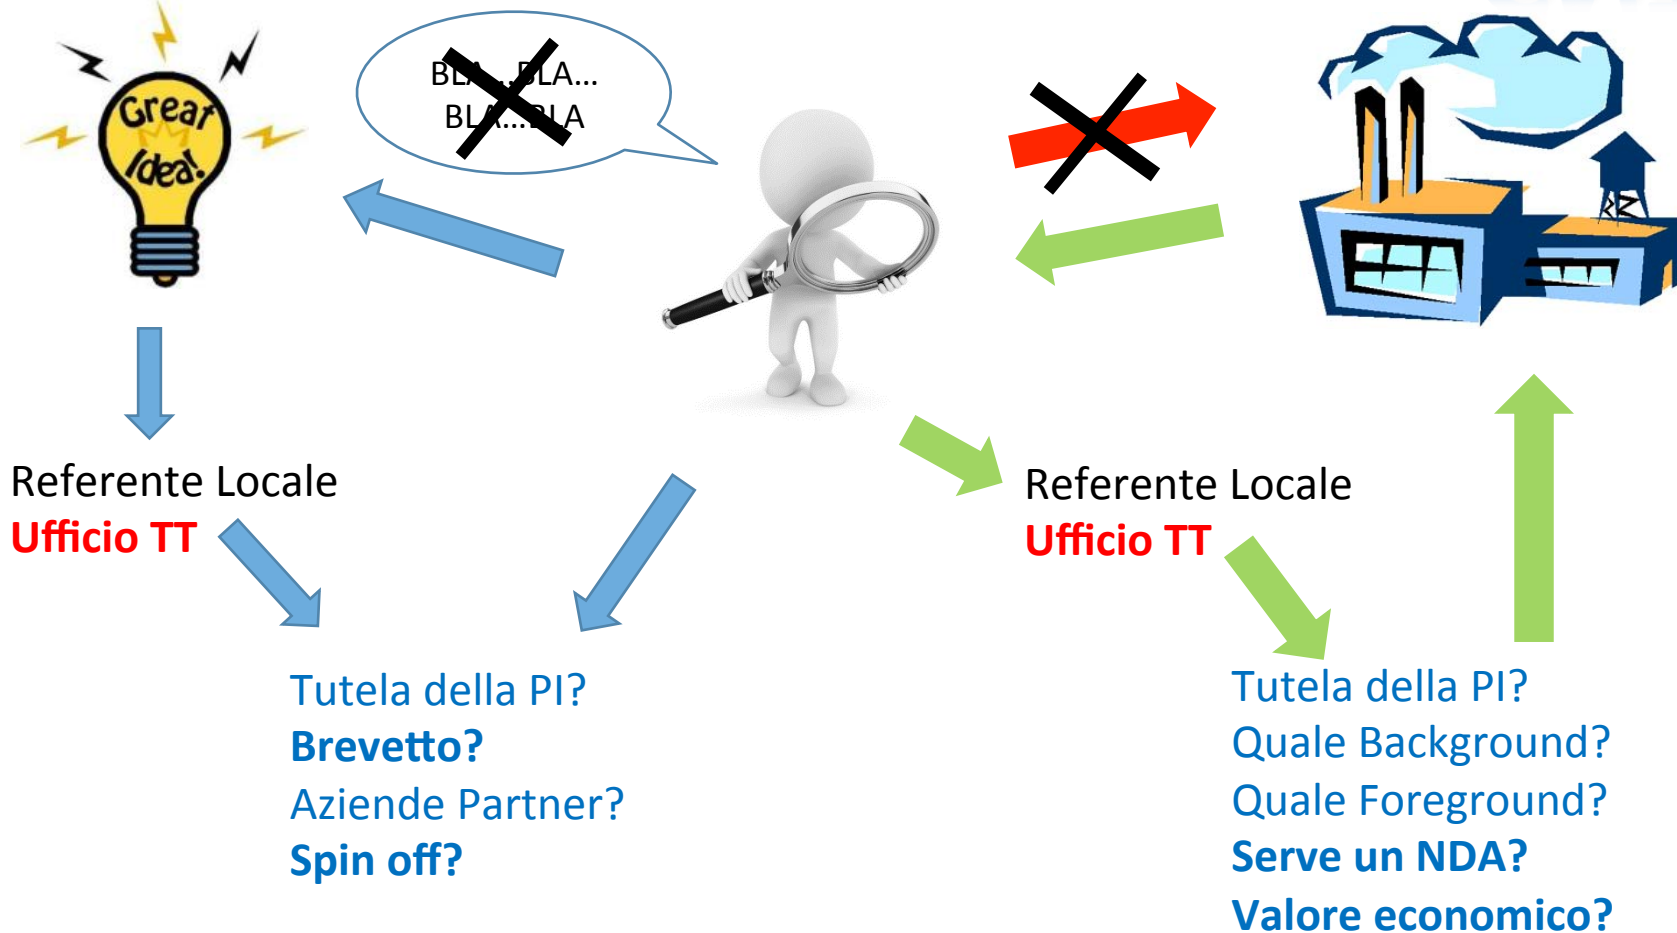 Great
Idea!
BLA...BLA...
BLA...BLA
Referente Locale
Ufficio TT
Tutela della PI?
Brevetto?
Aziende Partner?
Spin off?
Referente Locale
Ufficio TT
Tutela della PI?
Quale Background?
Quale Foreground?
Serve un NDA?
Valore economico?